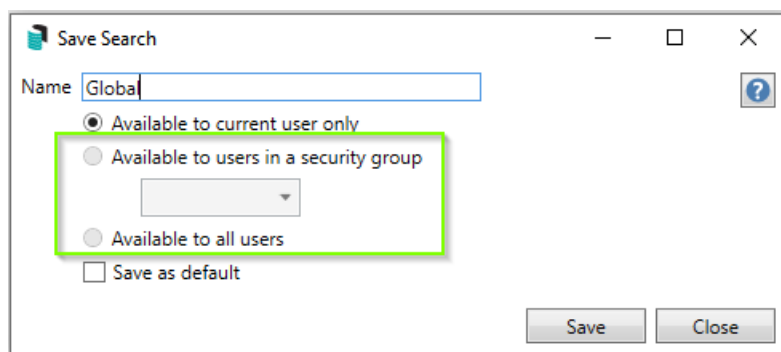 Save Search
Name Global
Available to current user only
Available to users in a security group
Available to all users
Save as default
Save Close